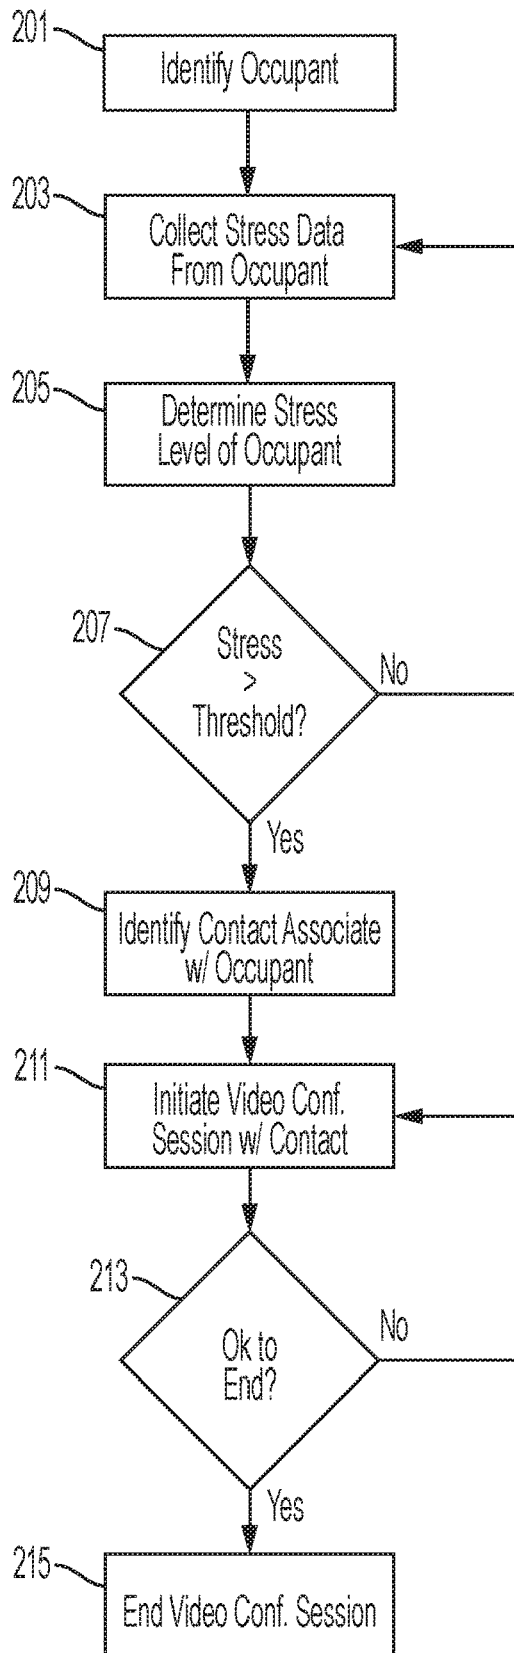 201
Identify Occupant
203
Collect Stress Data
From Occupant
205
Determine Stress
Level of Occupant
207
Stress
>
Threshold?
No
Yes
209
Identify Contact Associate
w/ Occupant
211
Initiate Video Conf.
Session w/ Contact
213
Ok to
End?
No
Yes
215
End Video Conf. Session